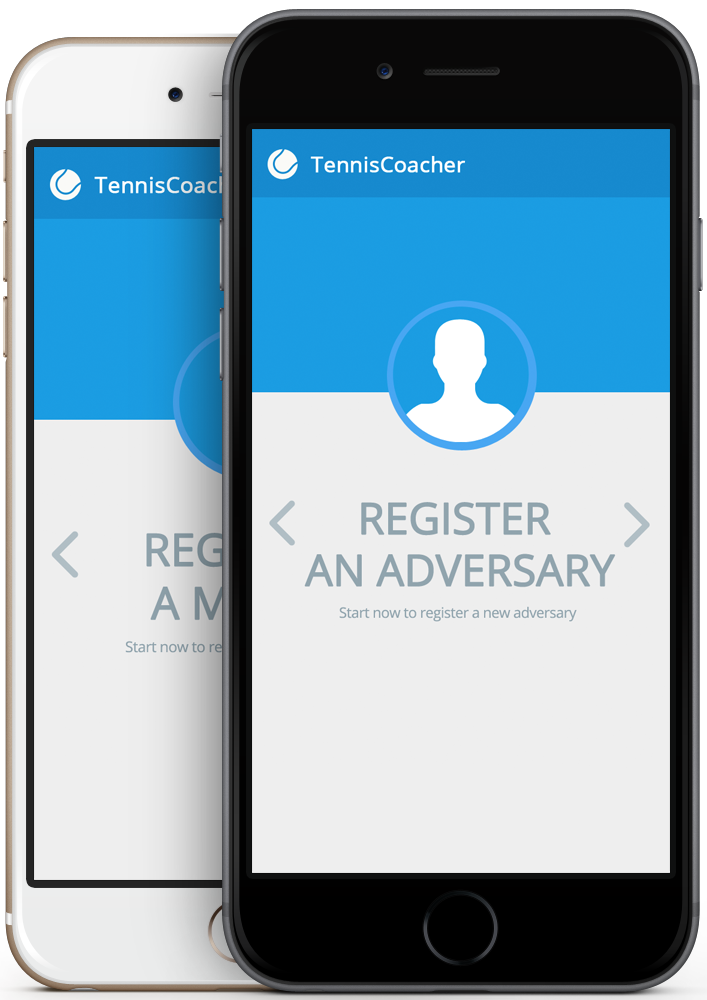 TennisCoacher
REGISTER
AN ADVERSARY
Start now to register a new adversary
TennisCoach
REG
A M
Start now to re